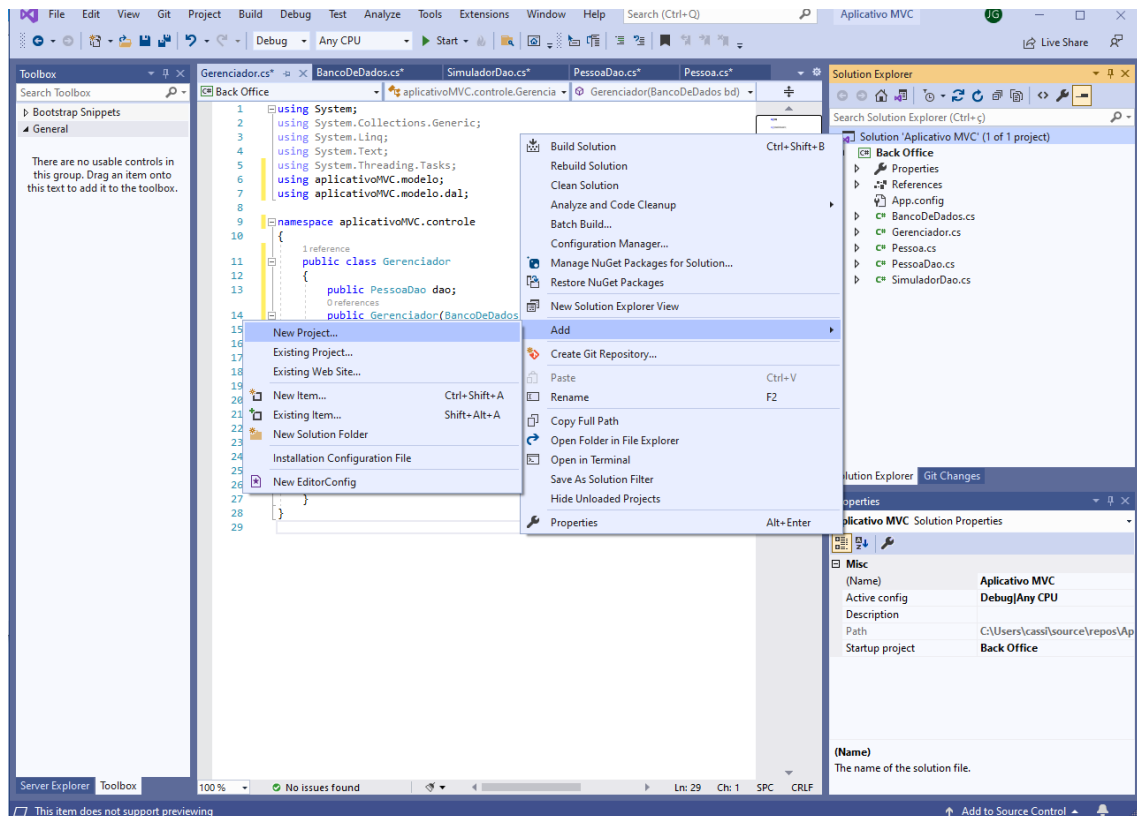 File Edit View Git Project Build Debug Test Analyze Tools Extensions Window Help Search (Ctrl+Q) Aplicativo MVC JG
Debug Any CPU Start Live Share
Toolbox
Search Toolbox
Bootstrap Snippets
General
There are no usable controls in
this group. Drag an item onto
this text to add it to the toolbox.
Server Explorer Toolbox
Gerenciador.cs* BancoDeDados.cs* SimuladorDao.cs* PessoaDao.cs* Pessoa.cs*
C# Back Office aplicativoMVC.controle.Gerencia Gerenciador(BancoDeDados bd)
1 using System;
2 using System.Collections.Generic;
3 using System.Linq;
4 using System.Text;
5 using System.Threading.Tasks;
6 using aplicativoMVC.modelo;
7 using aplicativoMVC.modelo.dal;
8
9 namespace aplicativoMVC.controle
10 {
1 reference
11 public class Gerenciador
12 {
13 public PessoaDao dao;
0 references
14 public Gerenciador(BancoDeDados
15
16
17
18
19
20
21
22
23
24
25
26
27 }
28 }
29
New Project...
Existing Project...
Existing Web Site...
New Item... Ctrl+Shift+A
Existing Item... Shift+Alt+A
New Solution Folder
Installation Configuration File
New EditorConfig
Build Solution Ctrl+Shift+B
Rebuild Solution
Clean Solution
Analyze and Code Cleanup
Batch Build...
Configuration Manager...
Manage NuGet Packages for Solution...
Restore NuGet Packages
New Solution Explorer View
Add
Create Git Repository...
Paste Ctrl+V
Rename F2
Copy Full Path
Open Folder in File Explorer
Open in Terminal
Save As Solution Filter
Hide Unloaded Projects
Properties Alt+Enter
100 % No issues found Ln: 29 Ch: 1 SPC CRLF
Solution Explorer
Search Solution Explorer (Ctrl+ç)
Solution 'Aplicativo MVC' (1 of 1 project)
C# Back Office
Properties
References
App.config
C# BancoDeDados.cs
C# Gerenciador.cs
C# Pessoa.cs
C# PessoaDao.cs
C# SimuladorDao.cs
olution Explorer Git Changes
operties
plicativo MVC Solution Properties
Misc
(Name) Aplicativo MVC
Active config Debug|Any CPU
Description
Path C:\Users\cassi\source\repos\Ap
Startup project Back Office
(Name)
The name of the solution file.
This item does not support previewing Add to Source Control